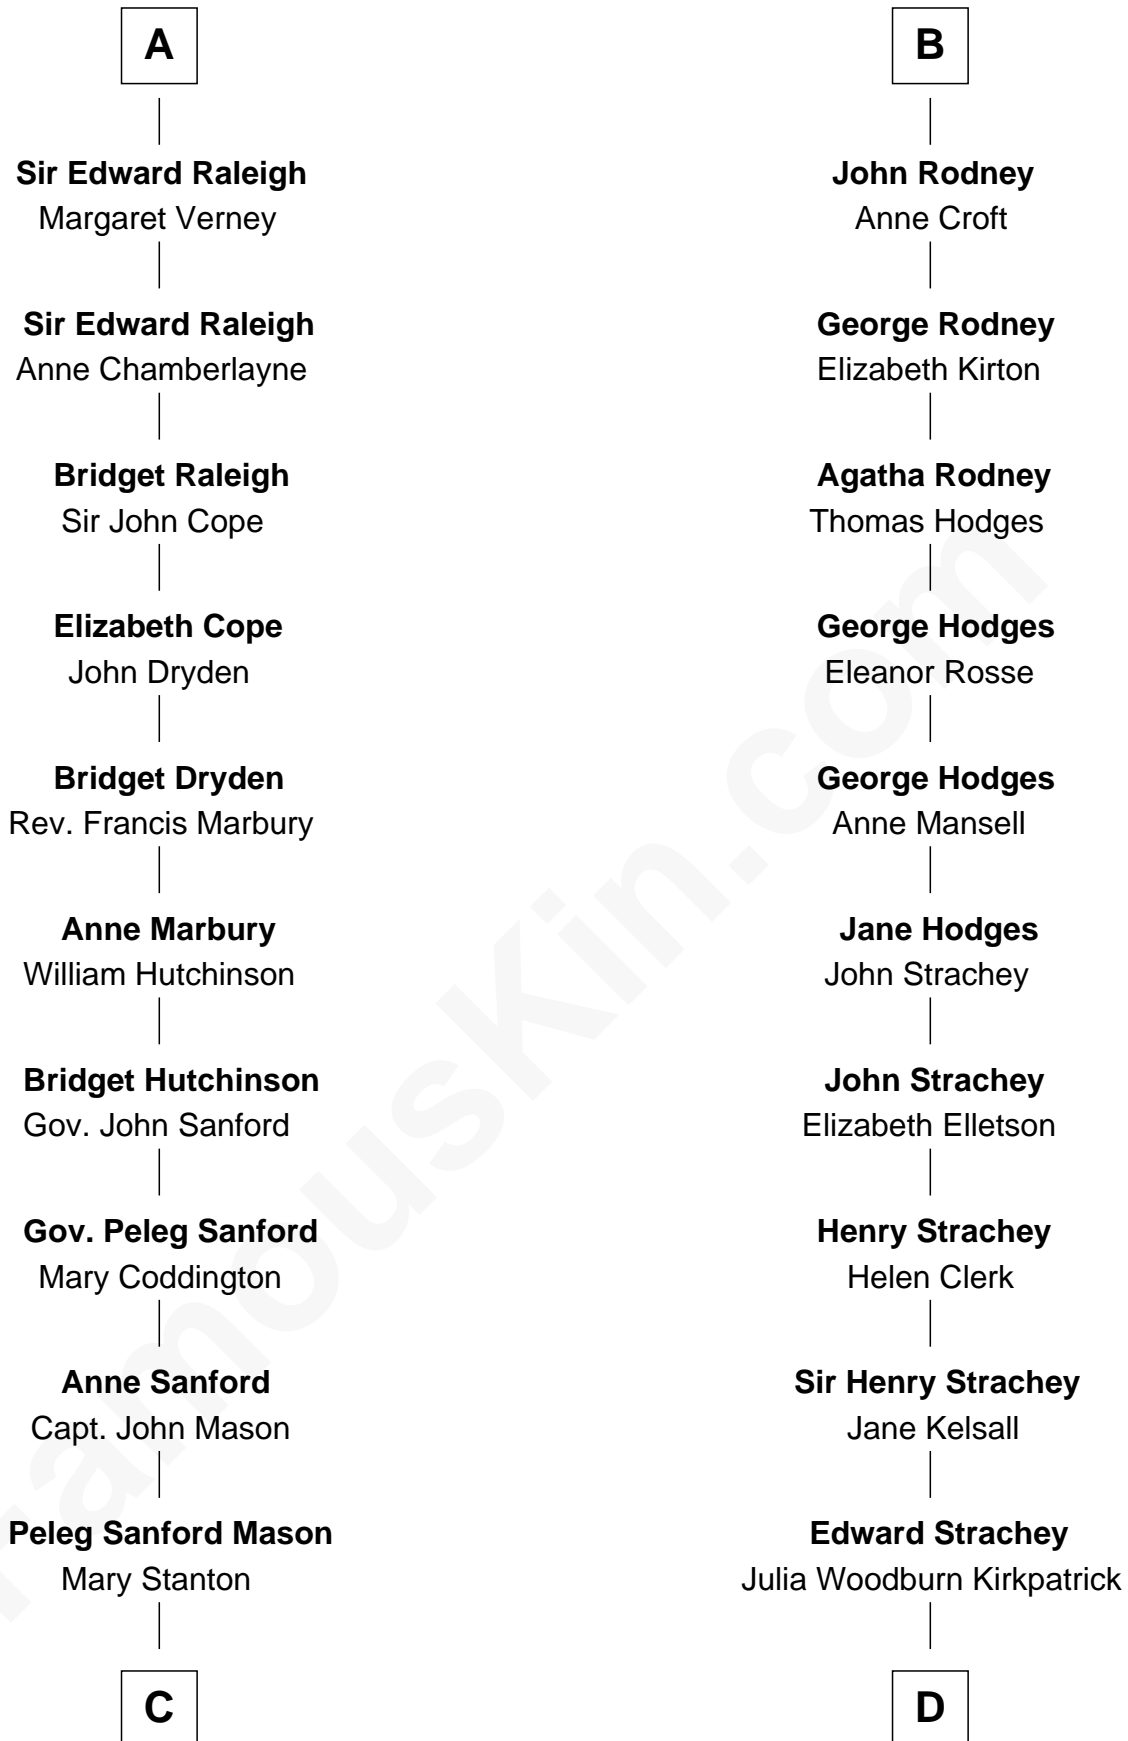 A
Sir Edward Raleigh
Margaret Verney
Sir Edward Raleigh
Anne Chamberlayne
Bridget Raleigh
Sir John Cope
Elizabeth Cope
John Dryden
Bridget Dryden
Rev. Francis Marbury
Anne Marbury
William Hutchinson
Bridget Hutchinson
Gov. John Sanford
Gov. Peleg Sanford
Mary Coddington
Anne Sanford
Capt. John Mason
Peleg Sanford Mason
Mary Stanton
C
B
John Rodney
Anne Croft
George Rodney
Elizabeth Kirton
Agatha Rodney
Thomas Hodges
George Hodges
Eleanor Rosse
George Hodges
Anne Mansell
Jane Hodges
John Strachey
John Strachey
Elizabeth Elletson
Henry Strachey
Helen Clerk
Sir Henry Strachey
Jane Kelsall
Edward Strachey
Julia Woodburn Kirkpatrick
D
FamousKin.com